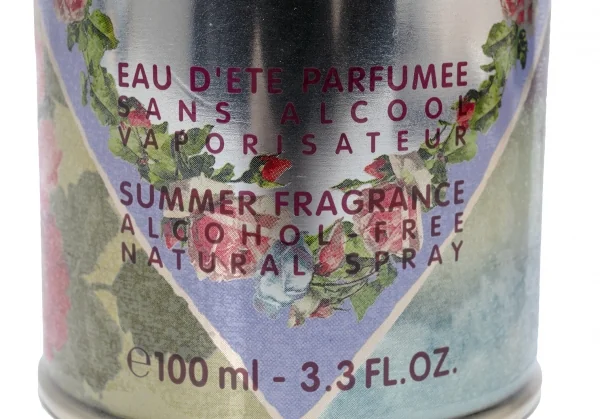 EAU D'ETE PARFUMEE
SANS ALCOOL
VAPORISATEUR
SUMMER FRAGRANCE
ALCOHOL-FREE
NATURAL SPRAY
℮100 ml - 3.3 FL.OZ.